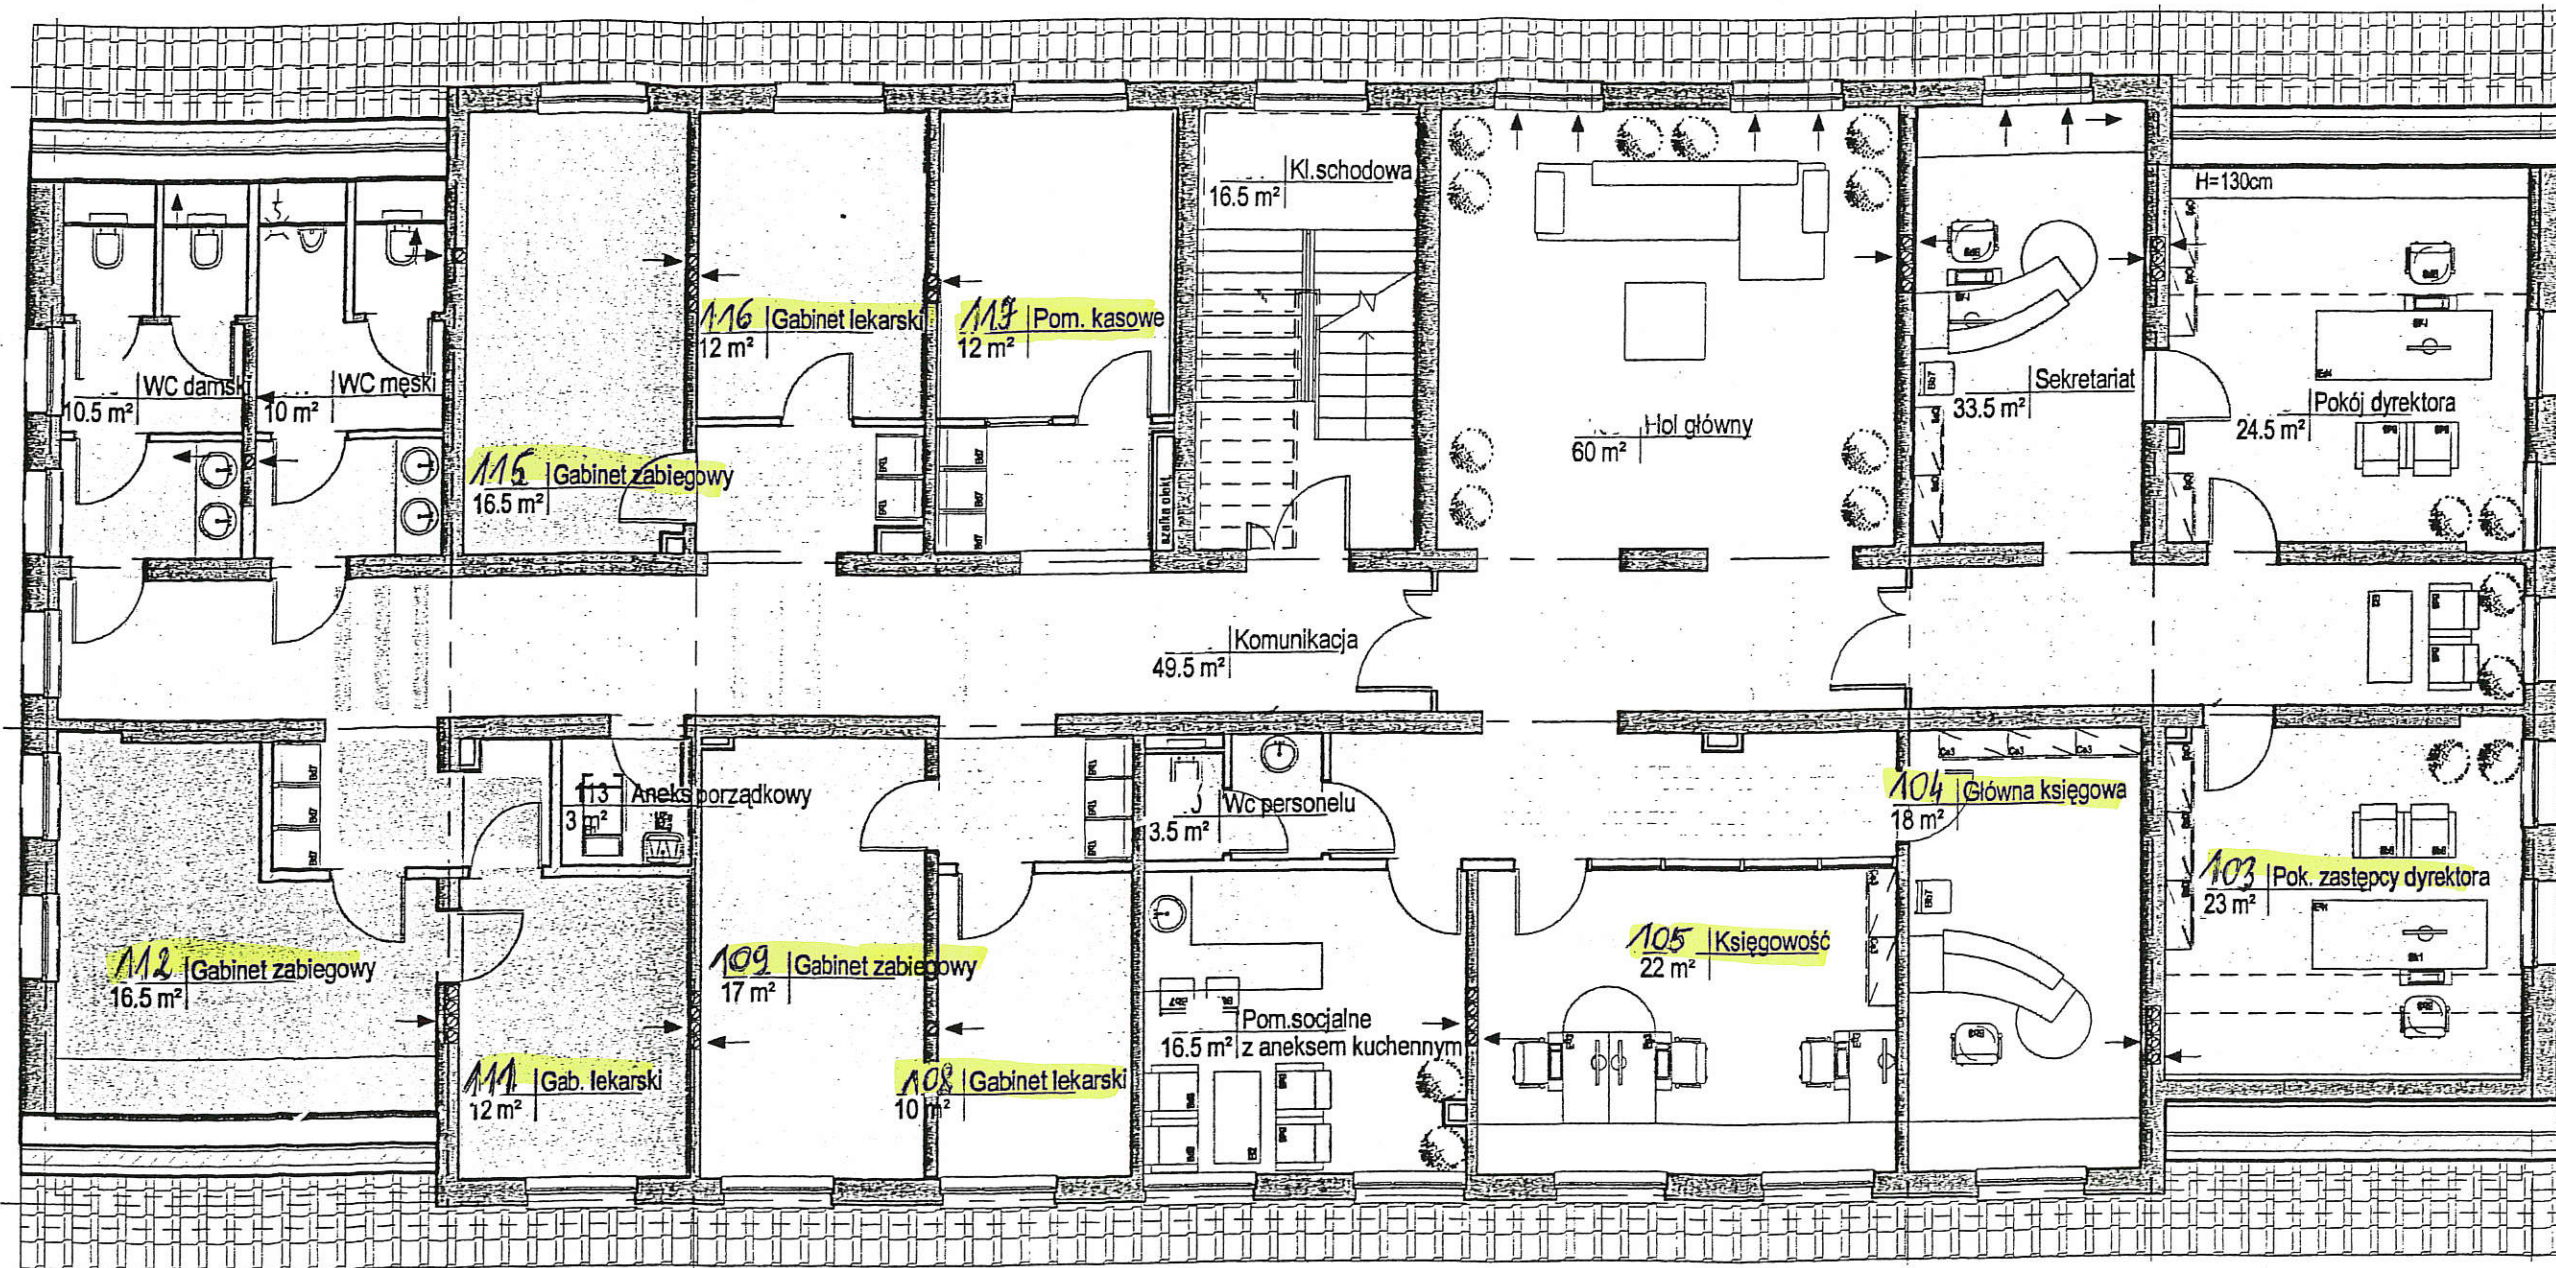 Kl.schodowa
16.5 m²
H=130cm
116 Gabinet lekarski
12 m²
117 Pom. kasowe
12 m²
WC damski
10.5 m²
WC męski
10 m²
Sekretariat
33.5 m²
Pokój dyrektora
24.5 m²
Hol główny
60 m²
115 Gabinet zabiegowy
16.5 m²
szafka elekt.
Komunikacja
49.5 m²
113 Aneks porządkowy
3 m²
Wc personelu
3.5 m²
104 Główna księgowa
18 m²
103 Pok. zastępcy dyrektora
23 m²
112 Gabinet zabiegowy
16.5 m²
109 Gabinet zabiegowy
17 m²
105 Księgowość
22 m²
Pom.socjalne
16.5 m² z aneksem kuchennym
111 Gab. lekarski
12 m²
108 Gabinet lekarski
10 m²